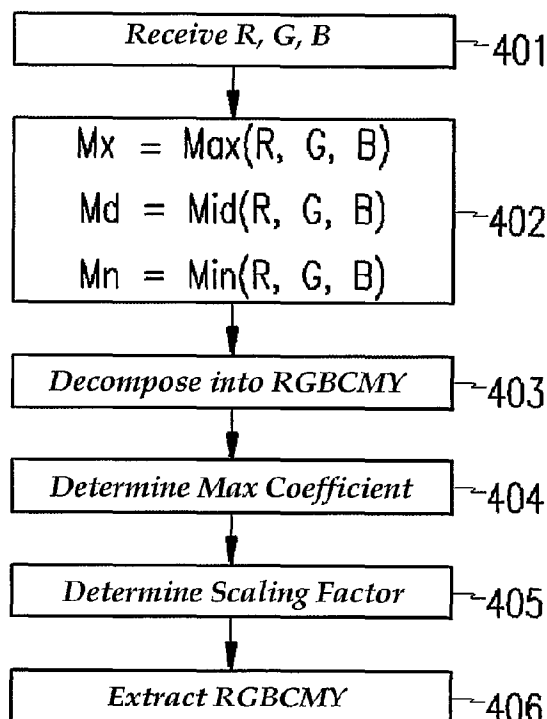 Receive R, G, B 401
Mx = Max(R, G, B)
Md = Mid(R, G, B) 402
Mn = Min(R, G, B)
Decompose into RGBCMY 403
Determine Max Coefficient 404
Determine Scaling Factor 405
Extract RGBCMY 406